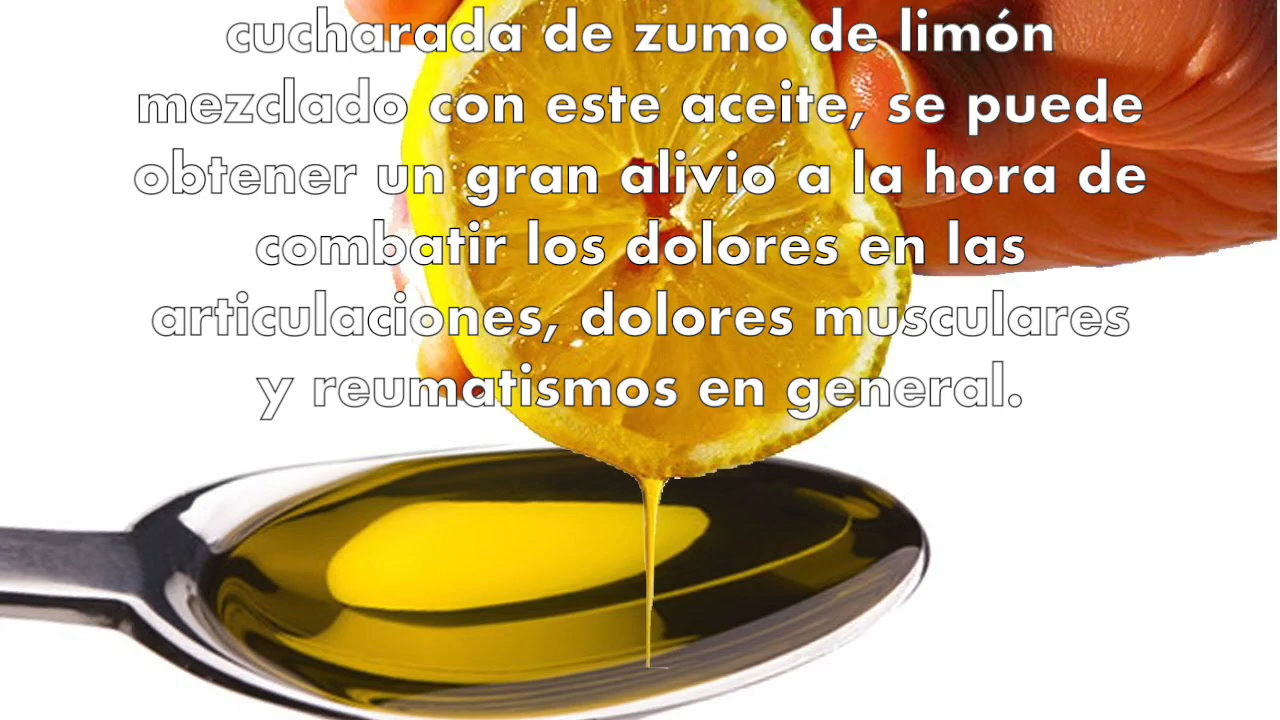 cucharada de zumo de limón
mezclado con este aceite, se puede
obtener un gran alivio a la hora de
combatir los dolores en las
articulaciones, dolores musculares
y reumatismos en general.